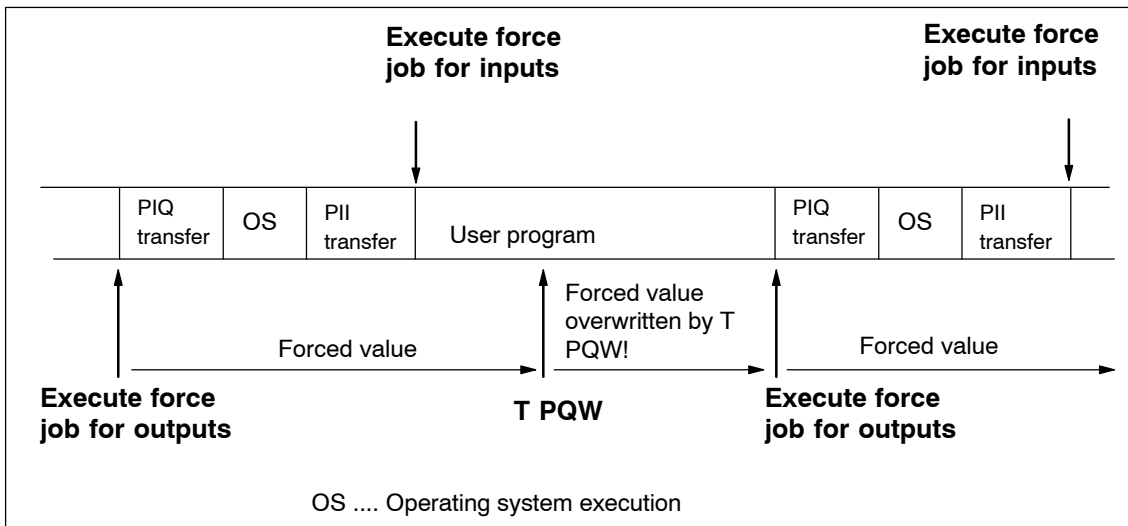 Execute force
job for inputs
Execute force
job for inputs
PIQ
transfer
OS
PII
transfer
User program
PIQ
transfer
OS
PII
transfer
Forced value
Forced value
overwritten by T
PQW!
Forced value
Execute force
job for outputs
T PQW
Execute force
job for outputs
OS .... Operating system execution